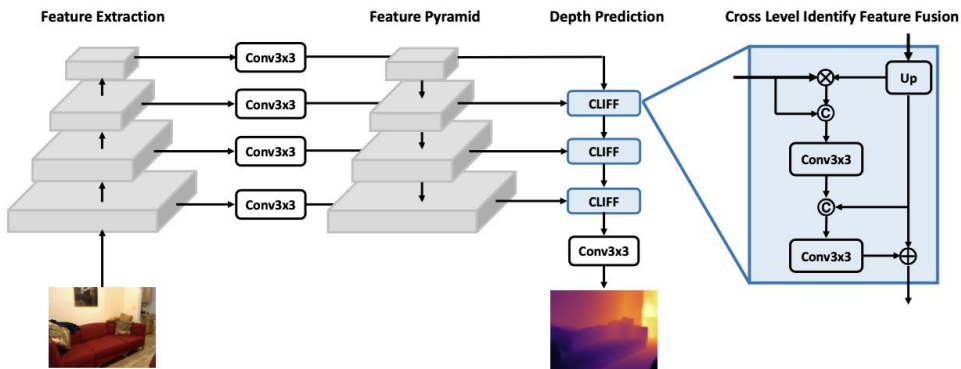 Feature Extraction
Feature Pyramid
Depth Prediction
Cross Level Identify Feature Fusion
Conv3x3
Conv3x3
Conv3x3
Conv3x3
CLIFF
CLIFF
CLIFF
Conv3x3
Up
C
Conv3x3
C
Conv3x3